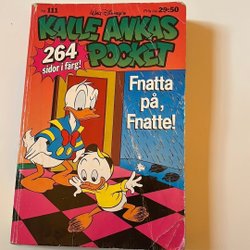 nr 111
Walt Disney's
29:50
KALLE ANKAS
POCKET
264
sidor i färg!
Fnatta
på,
Fnatte!